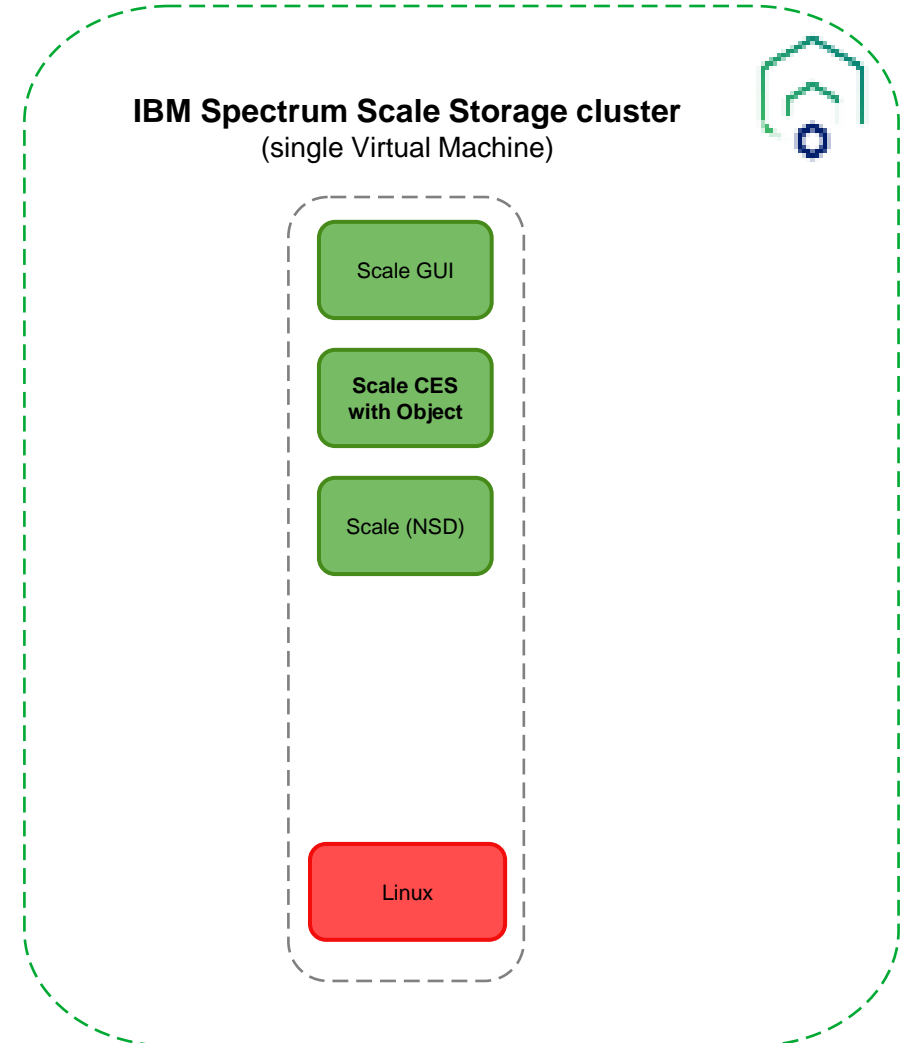 IBM Spectrum Scale Storage cluster
(single Virtual Machine)
Scale GUI
Scale CES
with Object
Scale (NSD)
Linux